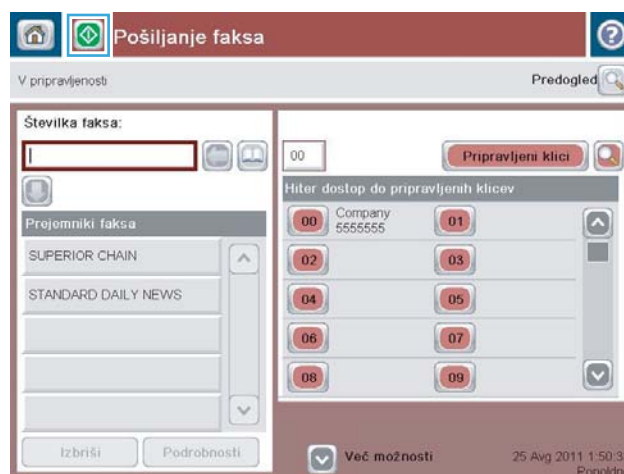 Pošiljanje faksa
V pripravljenosti
Predogled
Številka faksa:
00
Pripravljeni klici
Hiter dostop do pripravljenih klicev
Prejemniki faksa
00 Company 01
5555555
SUPERIOR CHAIN
02 03
STANDARD DAILY NEWS
04 05
06 07
08 09
Izbriši
Podrobnosti
Več možnosti
25 Avg 2011 1:50:3